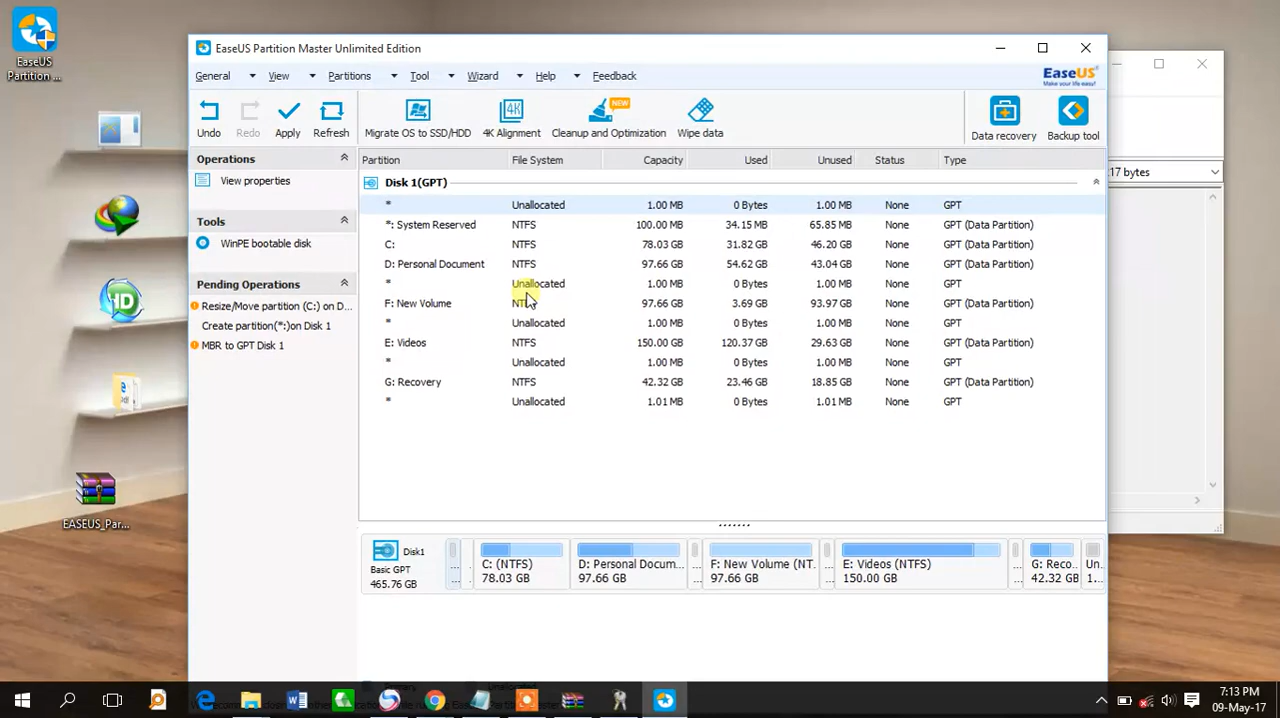 EaseUS
Partition ...
EASEUS_Par...
EaseUS Partition Master Unlimited Edition
General View Partitions Tool Wizard Help Feedback
EaseUS
Make your life easy!
Undo Redo Apply Refresh Migrate OS to SSD/HDD 4K Alignment Cleanup and Optimization Wipe data Data recovery Backup tool
4K
NEW
Operations
View properties
Tools
WinPE bootable disk
Pending Operations
Resize/Move partition (C:) on D...
Create partition(*:)on Disk 1
MBR to GPT Disk 1
Partition File System Capacity Used Unused Status Type
Disk 1(GPT)
* Unallocated 1.00 MB 0 Bytes 1.00 MB None GPT
*: System Reserved NTFS 100.00 MB 34.15 MB 65.85 MB None GPT (Data Partition)
C: NTFS 78.03 GB 31.82 GB 46.20 GB None GPT (Data Partition)
D: Personal Document NTFS 97.66 GB 54.62 GB 43.04 GB None GPT (Data Partition)
* Unallocated 1.00 MB 0 Bytes 1.00 MB None GPT
F: New Volume NTFS 97.66 GB 3.69 GB 93.97 GB None GPT (Data Partition)
* Unallocated 1.00 MB 0 Bytes 1.00 MB None GPT
E: Videos NTFS 150.00 GB 120.37 GB 29.63 GB None GPT (Data Partition)
* Unallocated 1.00 MB 0 Bytes 1.00 MB None GPT
G: Recovery NTFS 42.32 GB 23.46 GB 18.85 GB None GPT (Data Partition)
* Unallocated 1.01 MB 0 Bytes 1.01 MB None GPT
17 bytes
Disk1
Basic GPT
465.76 GB
C: (NTFS)
78.03 GB
D: Personal Docum...
97.66 GB
F: New Volume (NT...
97.66 GB
E: Videos (NTFS)
150.00 GB
G: Reco...
42.32 GB
Un...
1...
HD
7:13 PM
09-May-17